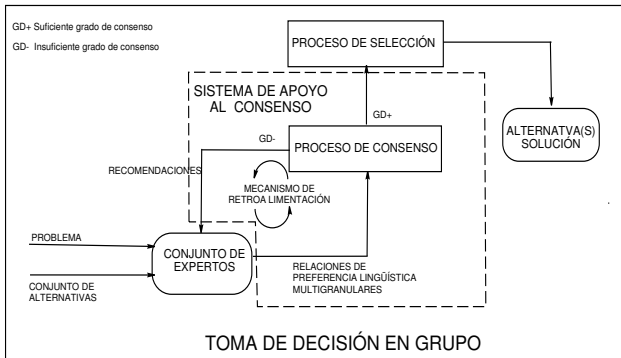 GD+ Suficiente grado de consenso
GD- Insuficiente grado de consenso
PROCESO DE SELECCIÓN
SISTEMA DE APOYO
AL CONSENSO
GD+
GD-
PROCESO DE CONSENSO
ALTERNATVA(S)
SOLUCIÓN
RECOMENDACIONES
MECANISMO DE
RETROA LIMENTACIÓN
PROBLEMA
CONJUNTO DE
EXPERTOS
CONJUNTO DE
ALTERNATIVAS
RELACIONES DE
PREFERENCIA LINGÜÍSTICA
MULTIGRANULARES
TOMA DE DECISIÓN EN GRUPO